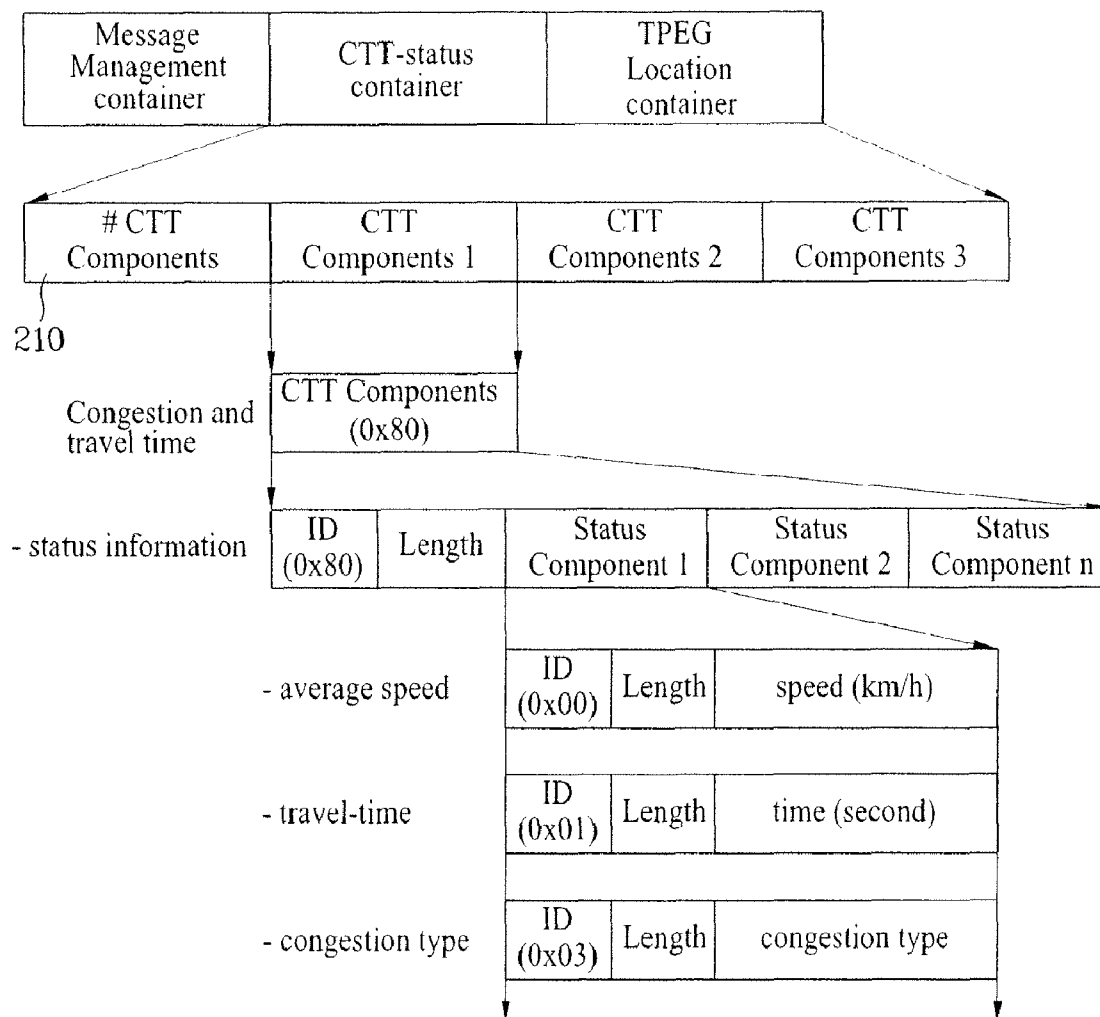 Message
Management
container
CTT-status
container
TPEG
Location
container
# CTT
Components
CTT
Components 1
CTT
Components 2
CTT
Components 3
210
Congestion and
travel time
CTT Components
(0x80)
- status information
ID
(0x80)
Length
Status
Component 1
Status
Component 2
Status
Component n
- average speed
ID
(0x00)
Length
speed (km/h)
- travel-time
ID
(0x01)
Length
time (second)
- congestion type
ID
(0x03)
Length
congestion type